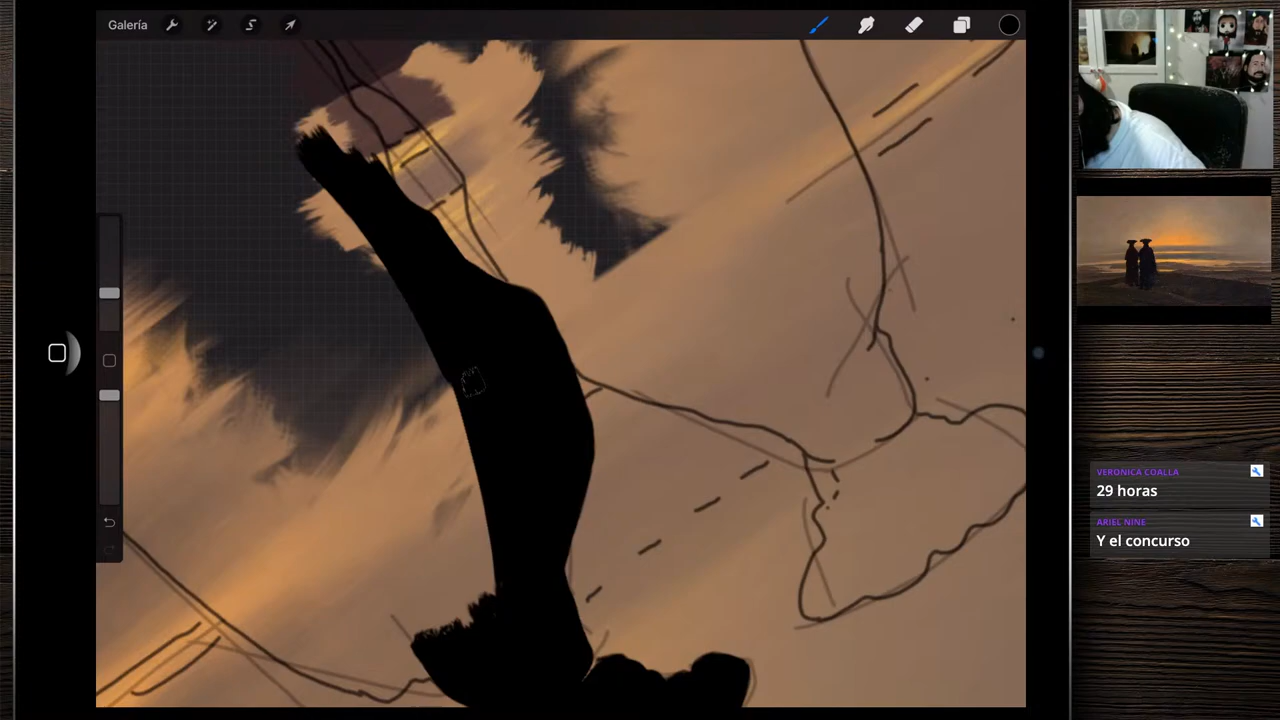 Galería
VERONICA COALLA
29 horas
ARIEL NINE
Y el concurso